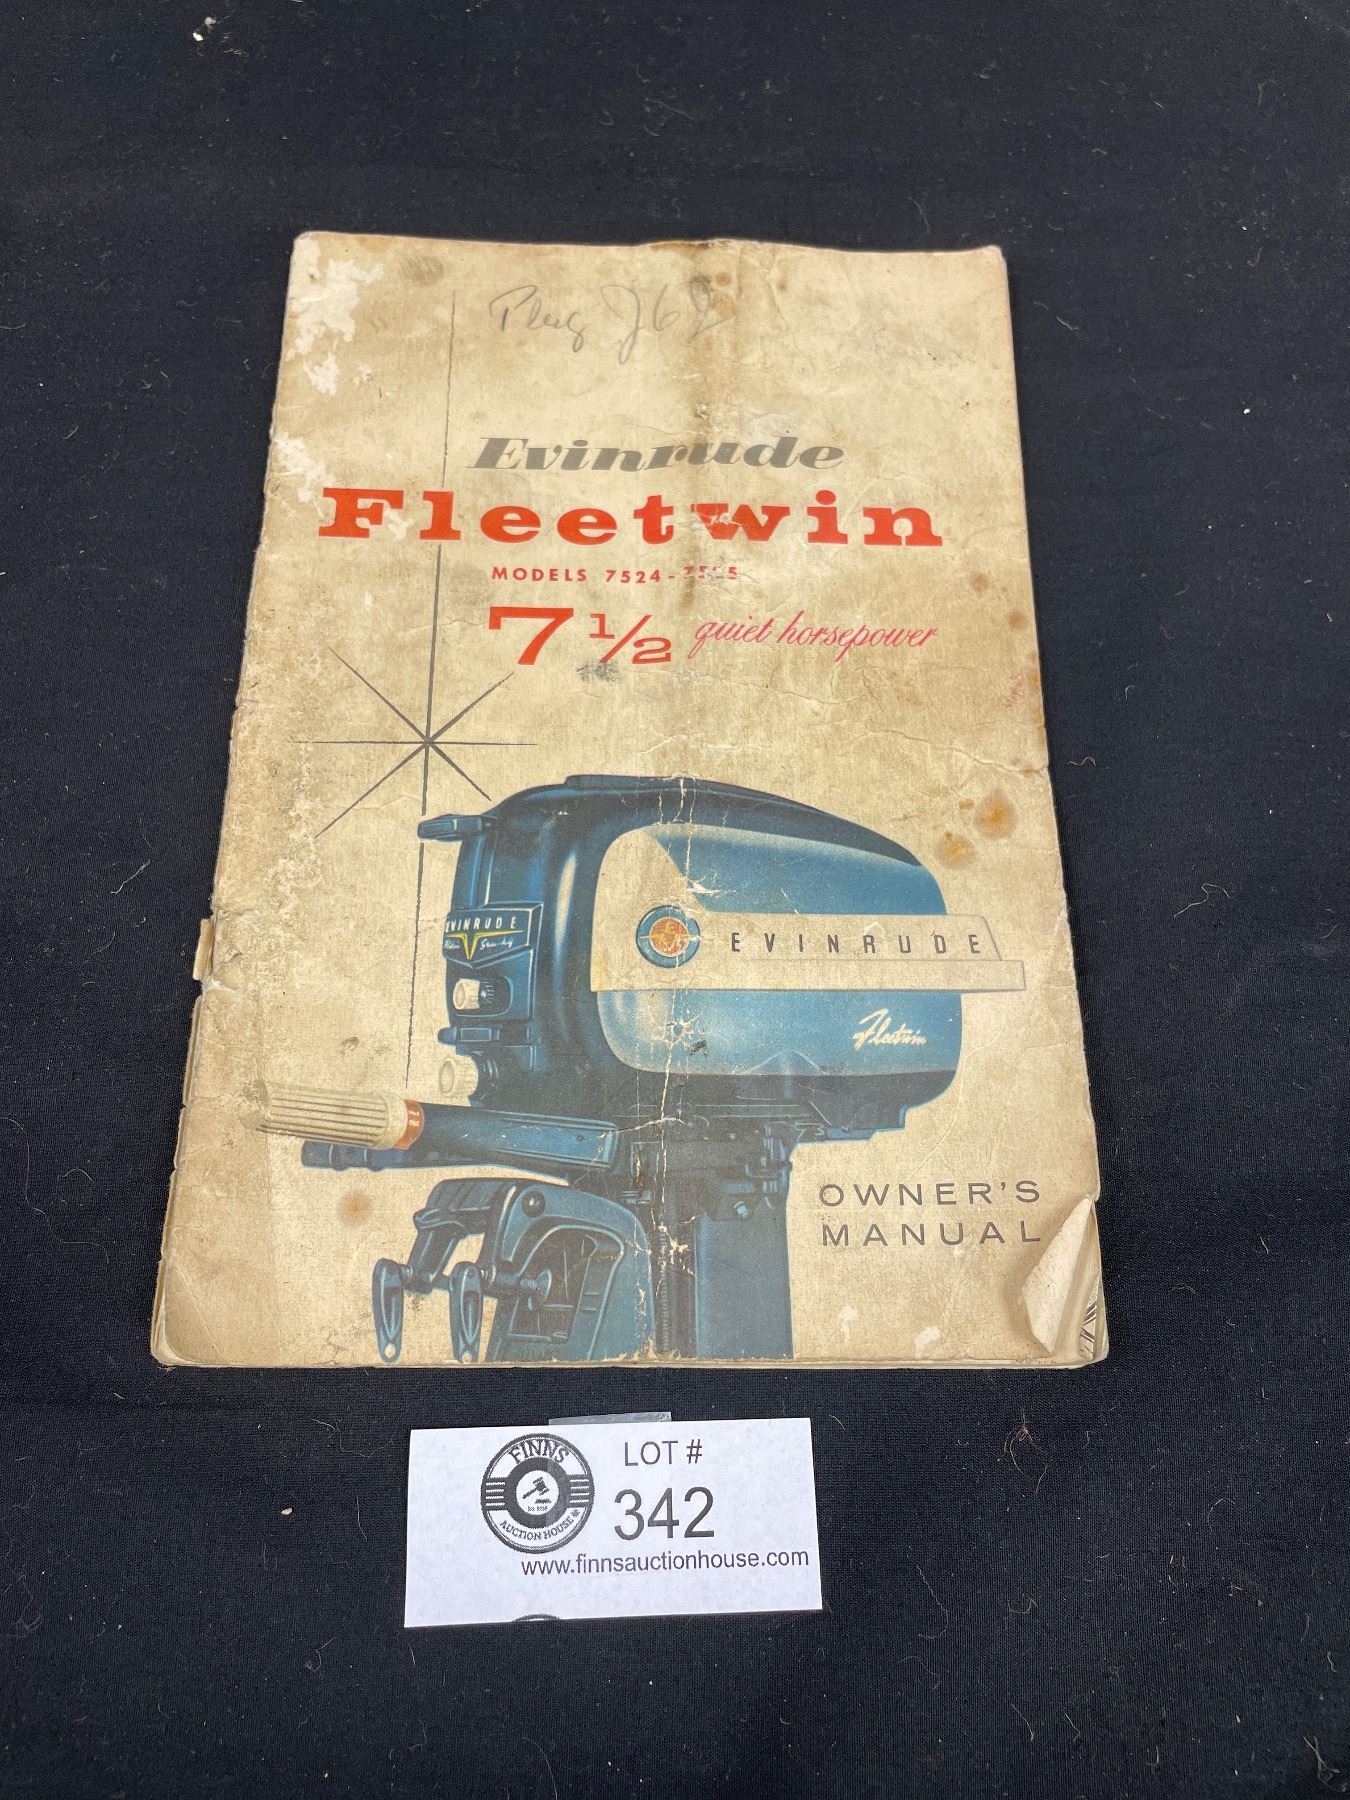 Plug J6J
Evinrude
Fleetwin
MODELS 7524 - 7525
7 1/2 quiet horsepower
EVINRUDE
EVINRUDE
Fleetwin
OWNER'S
MANUAL
FINNS
AUCTION HOUSE
LOT #
342
www.finnsauctionhouse.com